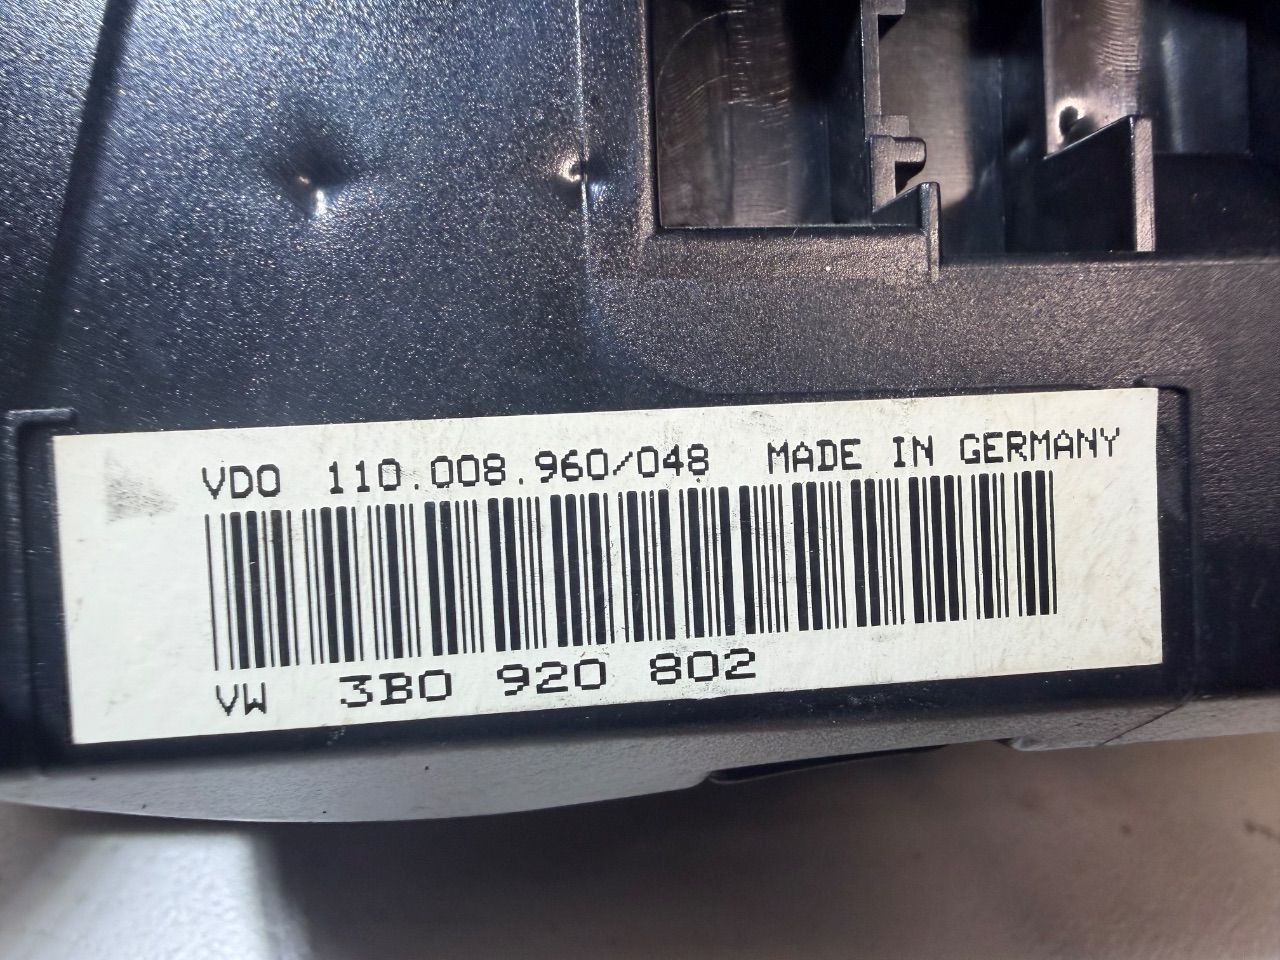 VDO 110.008.960/048 MADE IN GERMANY
VW 3B0 920 802